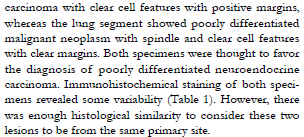 carcinoma with clear cell features with positive margins,
whereas the lung segment showed poorly differentiated
malignant neoplasm with spindle and clear cell features
with clear margins. Both specimens were thought to favor
the diagnosis of poorly differentiated neuroendocrine
carcinoma. Immunohistochemical staining of both speci-
mens revealed some variability (Table 1). However, there
was enough histological similarity to consider these two
lesions to be from the same primary site.